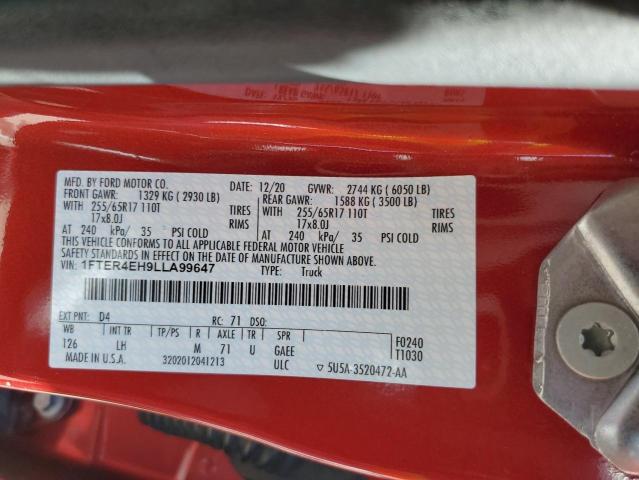 MFD. BY FORD MOTOR CO.
DATE: 12/20 GVWR: 2744 KG ( 6050 LB)
FRONT GAWR: 1329 KG ( 2930 LB)
REAR GAWR: 1588 KG ( 3500 LB)
WITH 255/65R17 110T TIRES
WITH 255/65R17 110T TIRES
17x8.0J RIMS
17x8.0J RIMS
AT 240 kPa/ 35 PSI COLD
AT 240 kPa/ 35 PSI COLD
THIS VEHICLE CONFORMS TO ALL APPLICABLE FEDERAL MOTOR VEHICLE
SAFETY STANDARDS IN EFFECT ON THE DATE OF MANUFACTURE SHOWN ABOVE.
VIN: 1FTER4EH9LLA99647 TYPE: Truck
EXT PNT: D4 RC: 71 DSO:
WB INT TR TP/PS R AXLE TR SPR
F0240
126 LH M 71 U GAEE
T1030
MADE IN U.S.A. 3202012041213 ULC 5U5A-3520472-AA